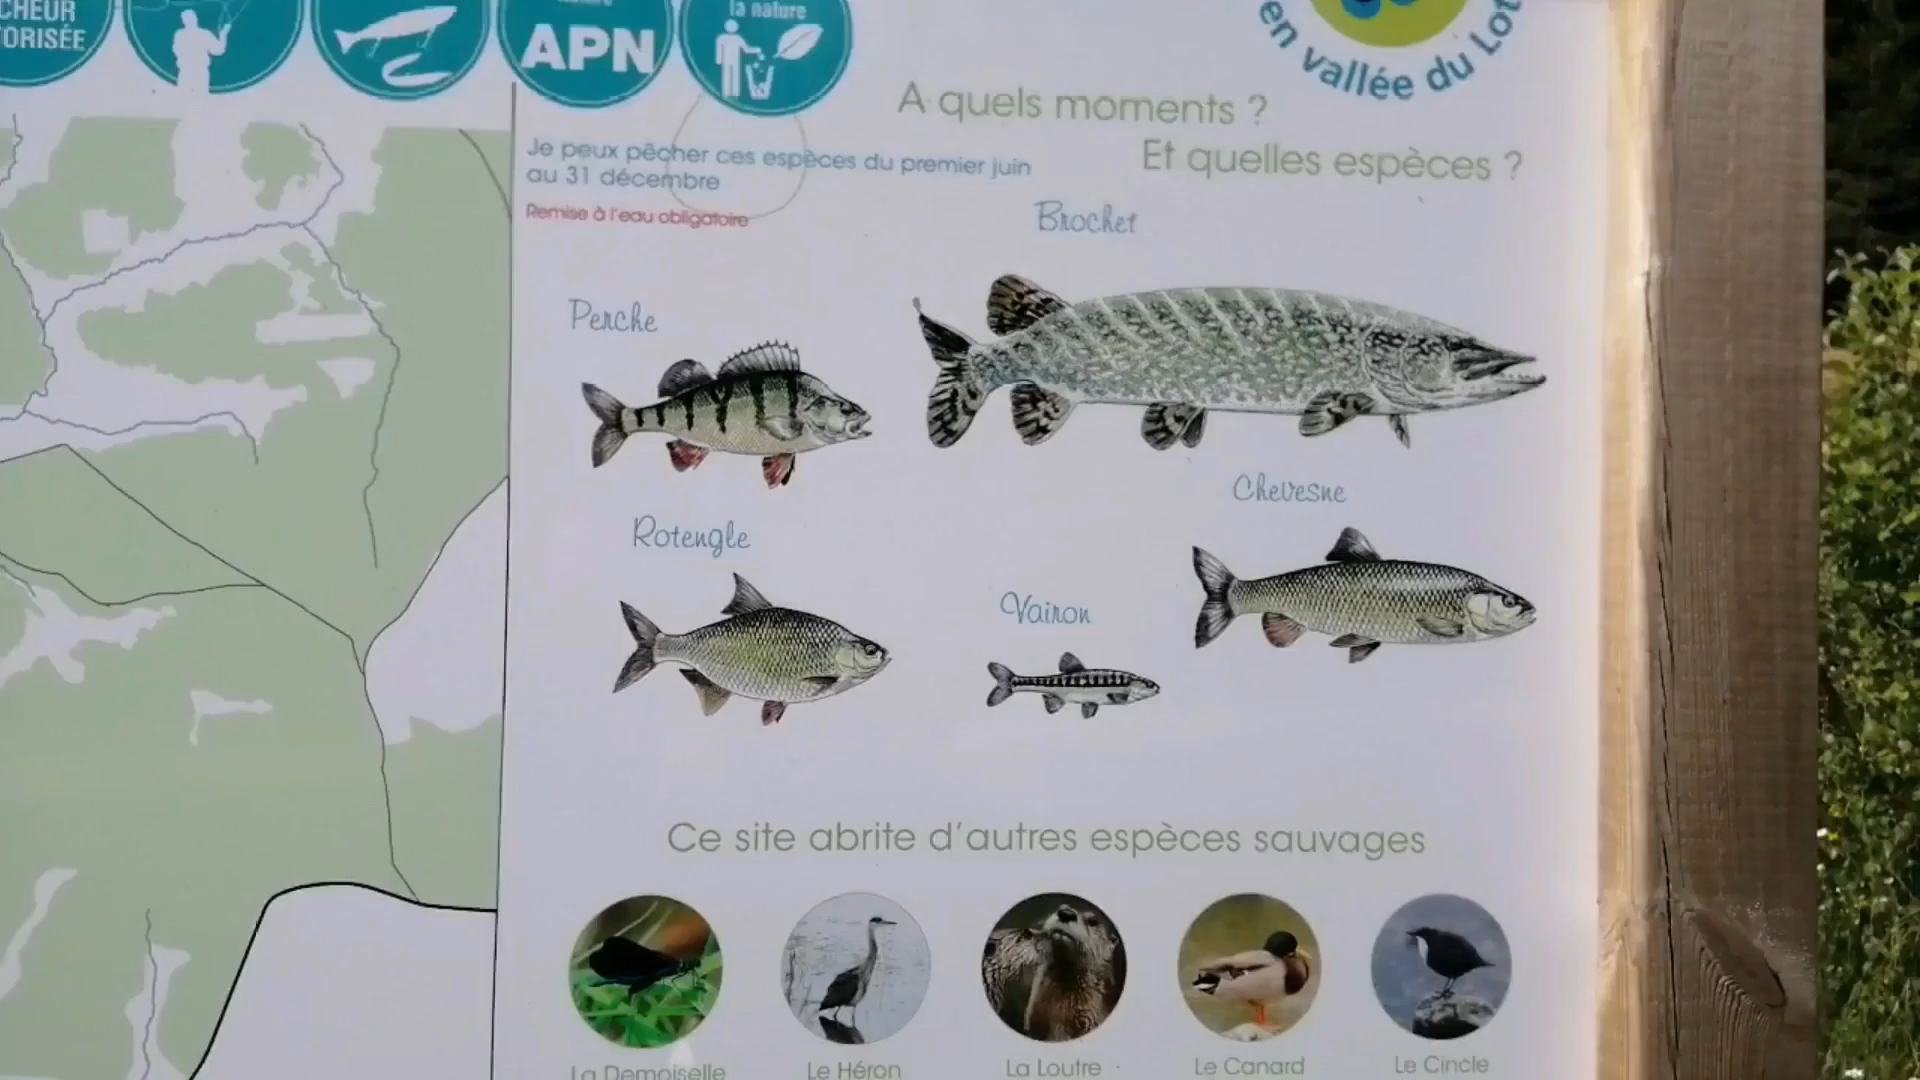 CHEUR
ORISÉE
APN
la nature
en vallée du Lot
A quels moments ?
Et quelles espèces ?
Je peux pêcher ces espèces du premier juin
au 31 décembre
Remise à l'eau obligatoire
Brochet
Perche
Chevesne
Rotengle
Vairon
Ce site abrite d'autres espèces sauvages
La Demoiselle
Le Héron
La Loutre
Le Canard
Le Cincle